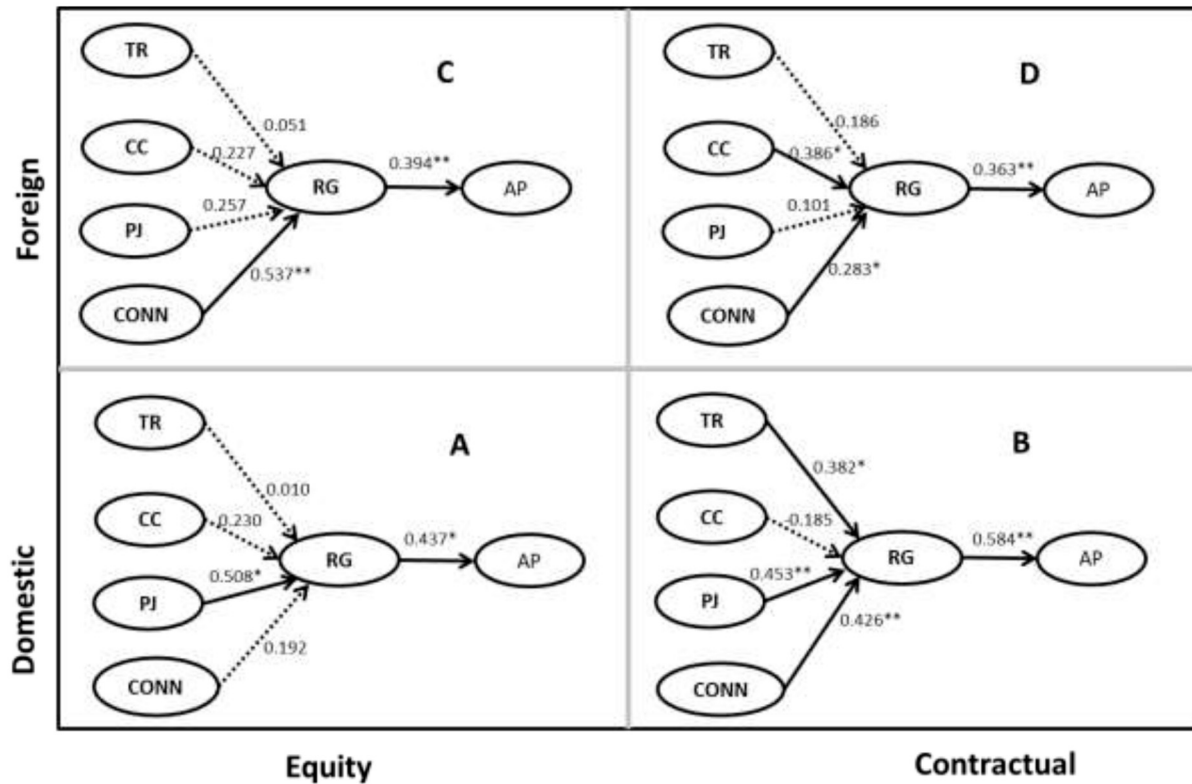 Foreign
TR
CC
PJ
CONN
0.051
0.227
0.257
0.537**
RG
0.394**
AP
C
TR
CC
PJ
CONN
0.186
0.386*
0.101
0.283*
RG
0.363**
AP
D
Domestic
TR
CC
PJ
CONN
0.010
0.230
0.508*
0.192
RG
0.437*
AP
A
TR
CC
PJ
CONN
0.382*
-0.185
0.453**
0.426**
RG
0.584**
AP
B
Equity
Contractual